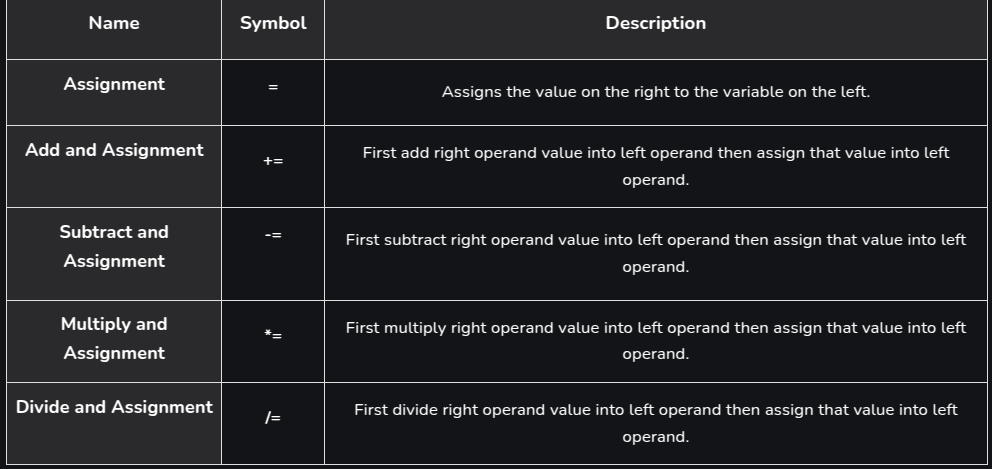 Name Symbol Description
Assignment = Assigns the value on the right to the variable on the left.
Add and Assignment += First add right operand value into left operand then assign that value into left
operand.
Subtract and -= First subtract right operand value into left operand then assign that value into left
Assignment operand.
Multiply and *= First multiply right operand value into left operand then assign that value into left
Assignment operand.
Divide and Assignment /= First divide right operand value into left operand then assign that value into left
operand.